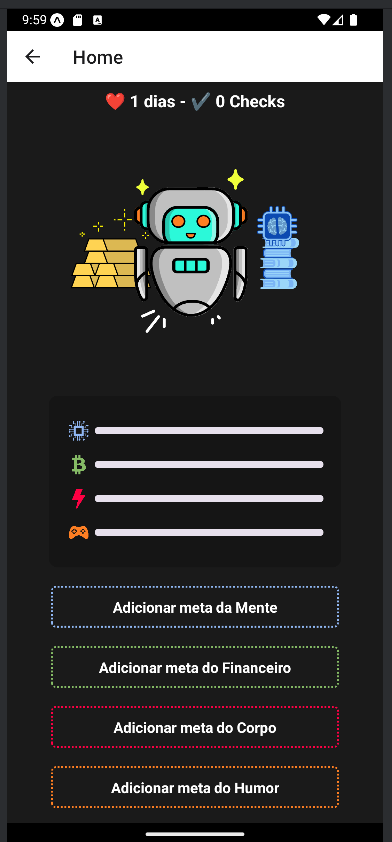 9:59
Home
❤️ 1 dias - ✔️ 0 Checks
Adicionar meta da Mente
Adicionar meta do Financeiro
Adicionar meta do Corpo
Adicionar meta do Humor